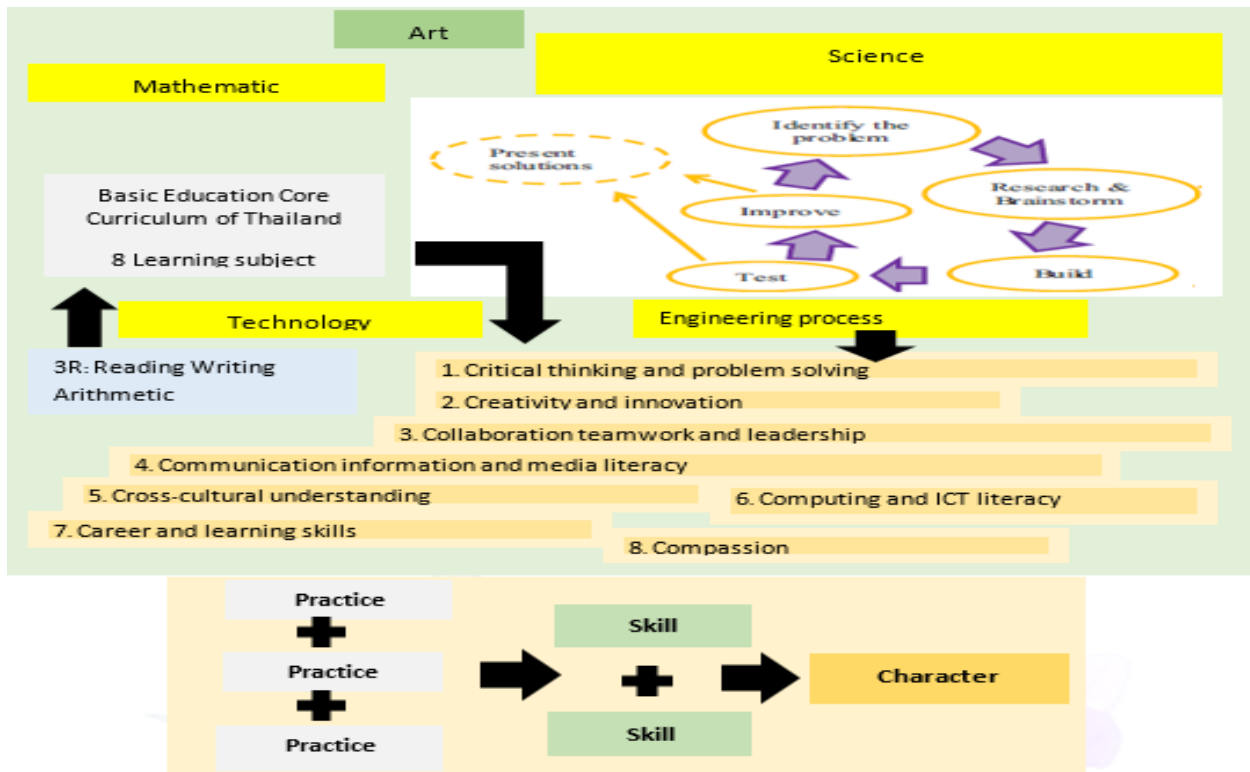 Art
Science
Mathematic
Identify the
problem
Present
solutions
Research &
Brainstorm
Basic Education Core
Curriculum of Thailand
8 Learning subject
Improve
Test
Build
Technology
Engineering process
3R: Reading Writing
Arithmetic
1. Critical thinking and problem solving
2. Creativity and innovation
3. Collaboration teamwork and leadership
4. Communication information and media literacy
5. Cross-cultural understanding
6. Computing and ICT literacy
7. Career and learning skills
8. Compassion
Practice
Skill
Practice
Character
Skill
Practice